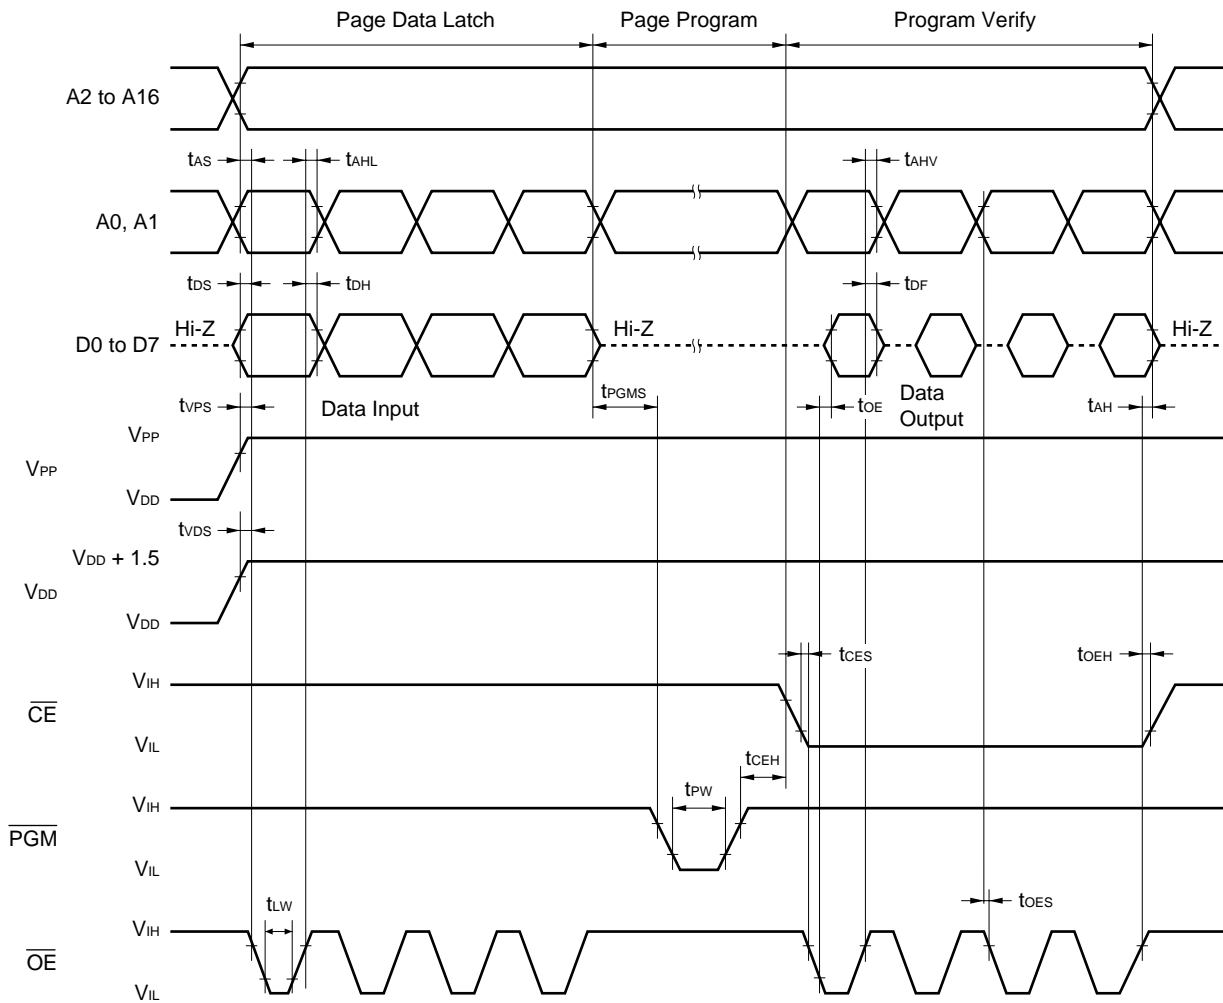 Page Data Latch Page Program Program Verify
A2 to A16
tAS tAHL tAHV
A0, A1
tDS tDH tDF
Hi-Z Hi-Z Hi-Z
D0 to D7
tVPS Data Input tPGMS tOE Data Output tAH
VPP
VPP
VDD
tVDS
VDD + 1.5
VDD
VDD
tCES tOEH
VIH
CE
VIL
tCEH
VIH tPW
PGM
VIL
tLW tOES
VIH
OE
VIL